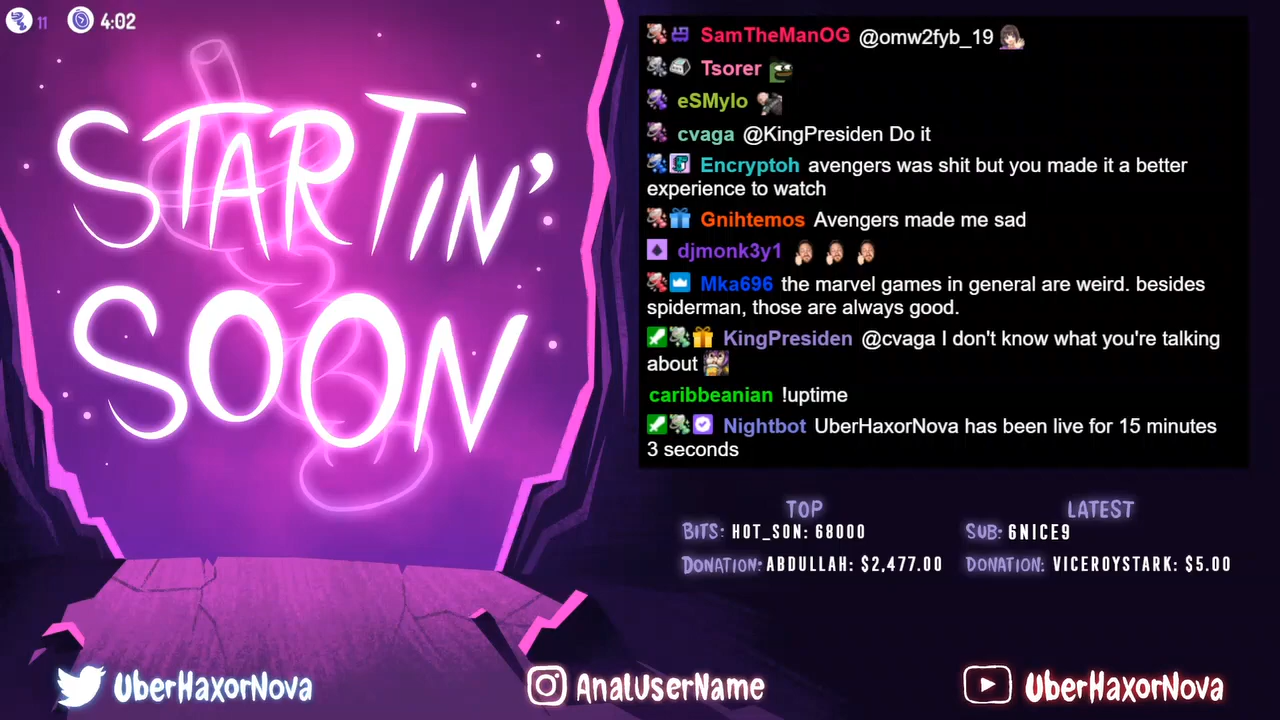 11 4:02
STARTIN'
SOON
SamTheManOG @omw2fyb_19
Tsorer
eSMylo
cvaga @KingPresiden Do it
Encryptoh avengers was shit but you made it a better
experience to watch
Gnihtemos Avengers made me sad
djmonk3y1
Mka696 the marvel games in general are weird. besides
spiderman, those are always good.
KingPresiden @cvaga I don't know what you're talking
about
caribbeanian !uptime
Nightbot UberHaxorNova has been live for 15 minutes
3 seconds
TOP
BITS: HOT_SON: 68000
DONATION: ABDULLAH: $2,477.00
LATEST
SUB: 6NICE9
DONATION: VICEROYSTARK: $5.00
UberHaxorNova
AnalUserName
UberHaxorNova